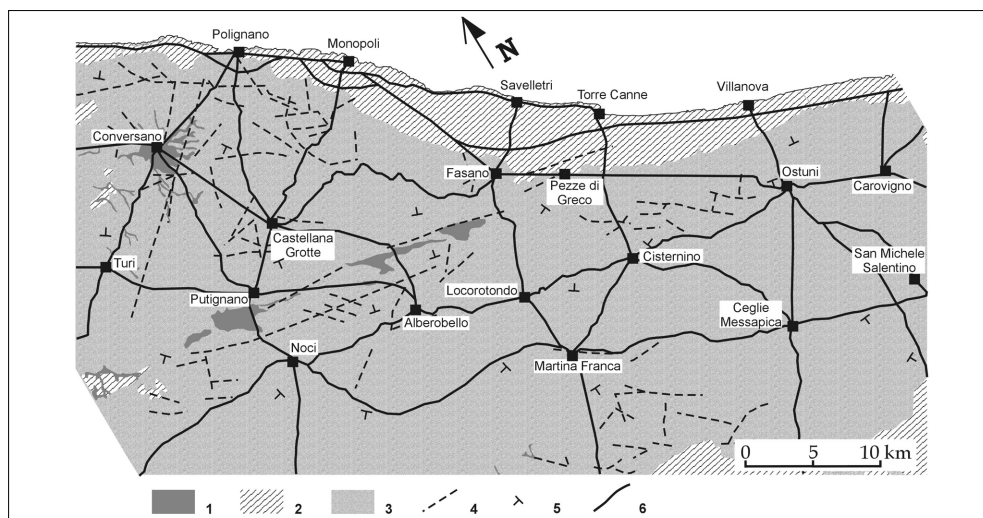 Polignano
Monopoli
N
Savelletri
Torre Canne
Villanova
Conversano
Fasano
Pezze di
Greco
Ostuni
Carovigno
Castellana
Grotte
Turi
Cisternino
San Michele
Salentino
Putignano
Locorotondo
Alberobello
Ceglie
Messapica
Noci
Martina Franca
0 5 10 km
1 2 3 4 5 6